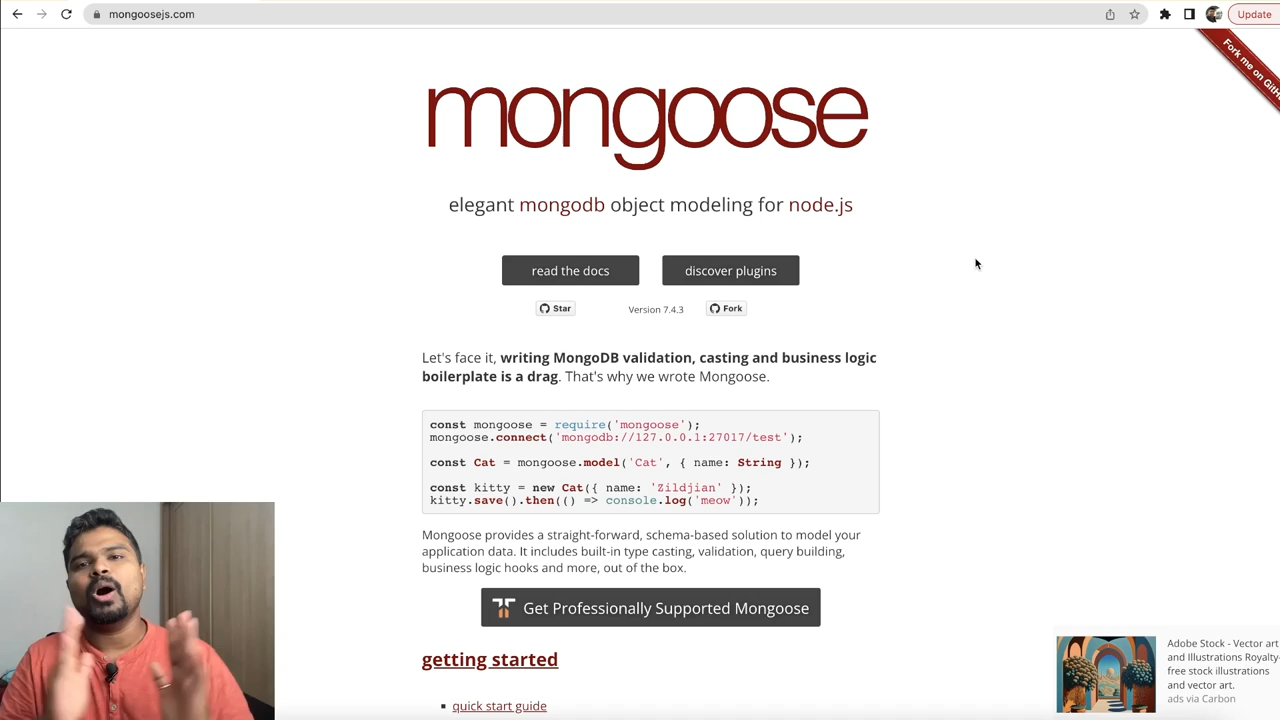 mongoosejs.com
Update
Fork me on GitH
mongoose
elegant mongodb object modeling for node.js
read the docs
discover plugins
Star
Version 7.4.3
Fork
Let's face it, writing MongoDB validation, casting and business logic
boilerplate is a drag. That's why we wrote Mongoose.
const mongoose = require('mongoose');
mongoose.connect('mongodb://127.0.0.1:27017/test');
const Cat = mongoose.model('Cat', { name: String });
const kitty = new Cat({ name: 'Zildjian' });
kitty.save().then(() => console.log('meow'));
Mongoose provides a straight-forward, schema-based solution to model your
application data. It includes built-in type casting, validation, query building,
business logic hooks and more, out of the box.
Get Professionally Supported Mongoose
getting started
quick start guide
Adobe Stock - Vector art
and Illustrations Royalty-
free stock illustrations
and vector art.
ads via Carbon